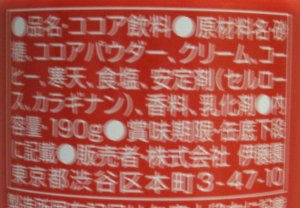 ●品名・ココア飲料●原材料名・砂
糖、ココアパウダー、クリーム、コー
ヒー、寒天、食塩、安定剤(セルロー
ス、カラギナン)、香料、乳化剤●内
容量・190g●賞味期限・缶底下段
に記載●販売者・株式会社 伊藤園
東京都渋谷区本町3-47-10